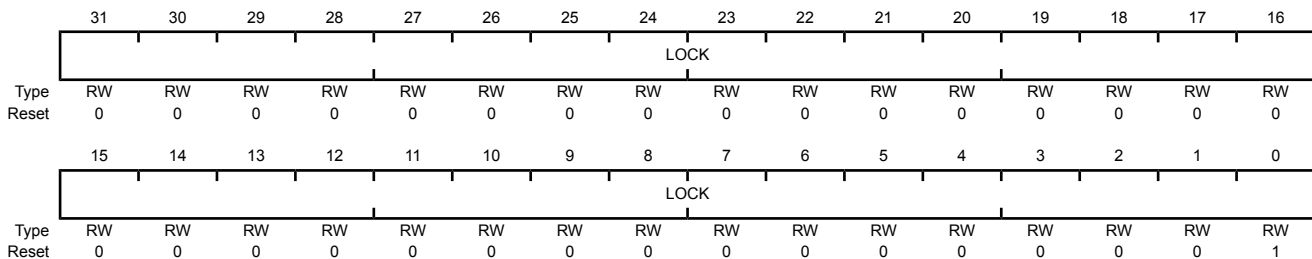 31 30 29 28 27 26 25 24 23 22 21 20 19 18 17 16
LOCK
Type RW RW RW RW RW RW RW RW RW RW RW RW RW RW RW RW
Reset 0 0 0 0 0 0 0 0 0 0 0 0 0 0 0 0
15 14 13 12 11 10 9 8 7 6 5 4 3 2 1 0
LOCK
Type RW RW RW RW RW RW RW RW RW RW RW RW RW RW RW RW
Reset 0 0 0 0 0 0 0 0 0 0 0 0 0 0 0 1